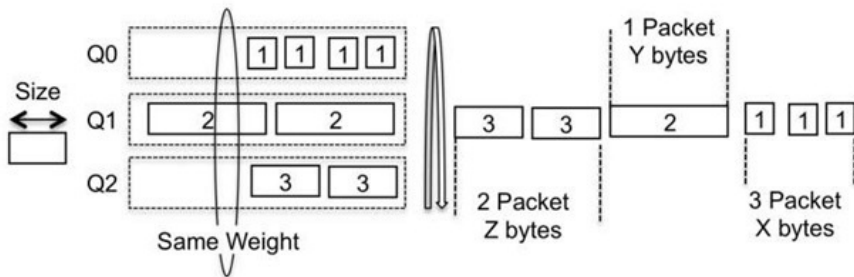 Q0
1 1 1 1
Size
Q1
2 2
Q2
3 3
Same Weight
1 Packet
Y bytes
3 3 2 1 1 1
2 Packet
Z bytes
3 Packet
X bytes